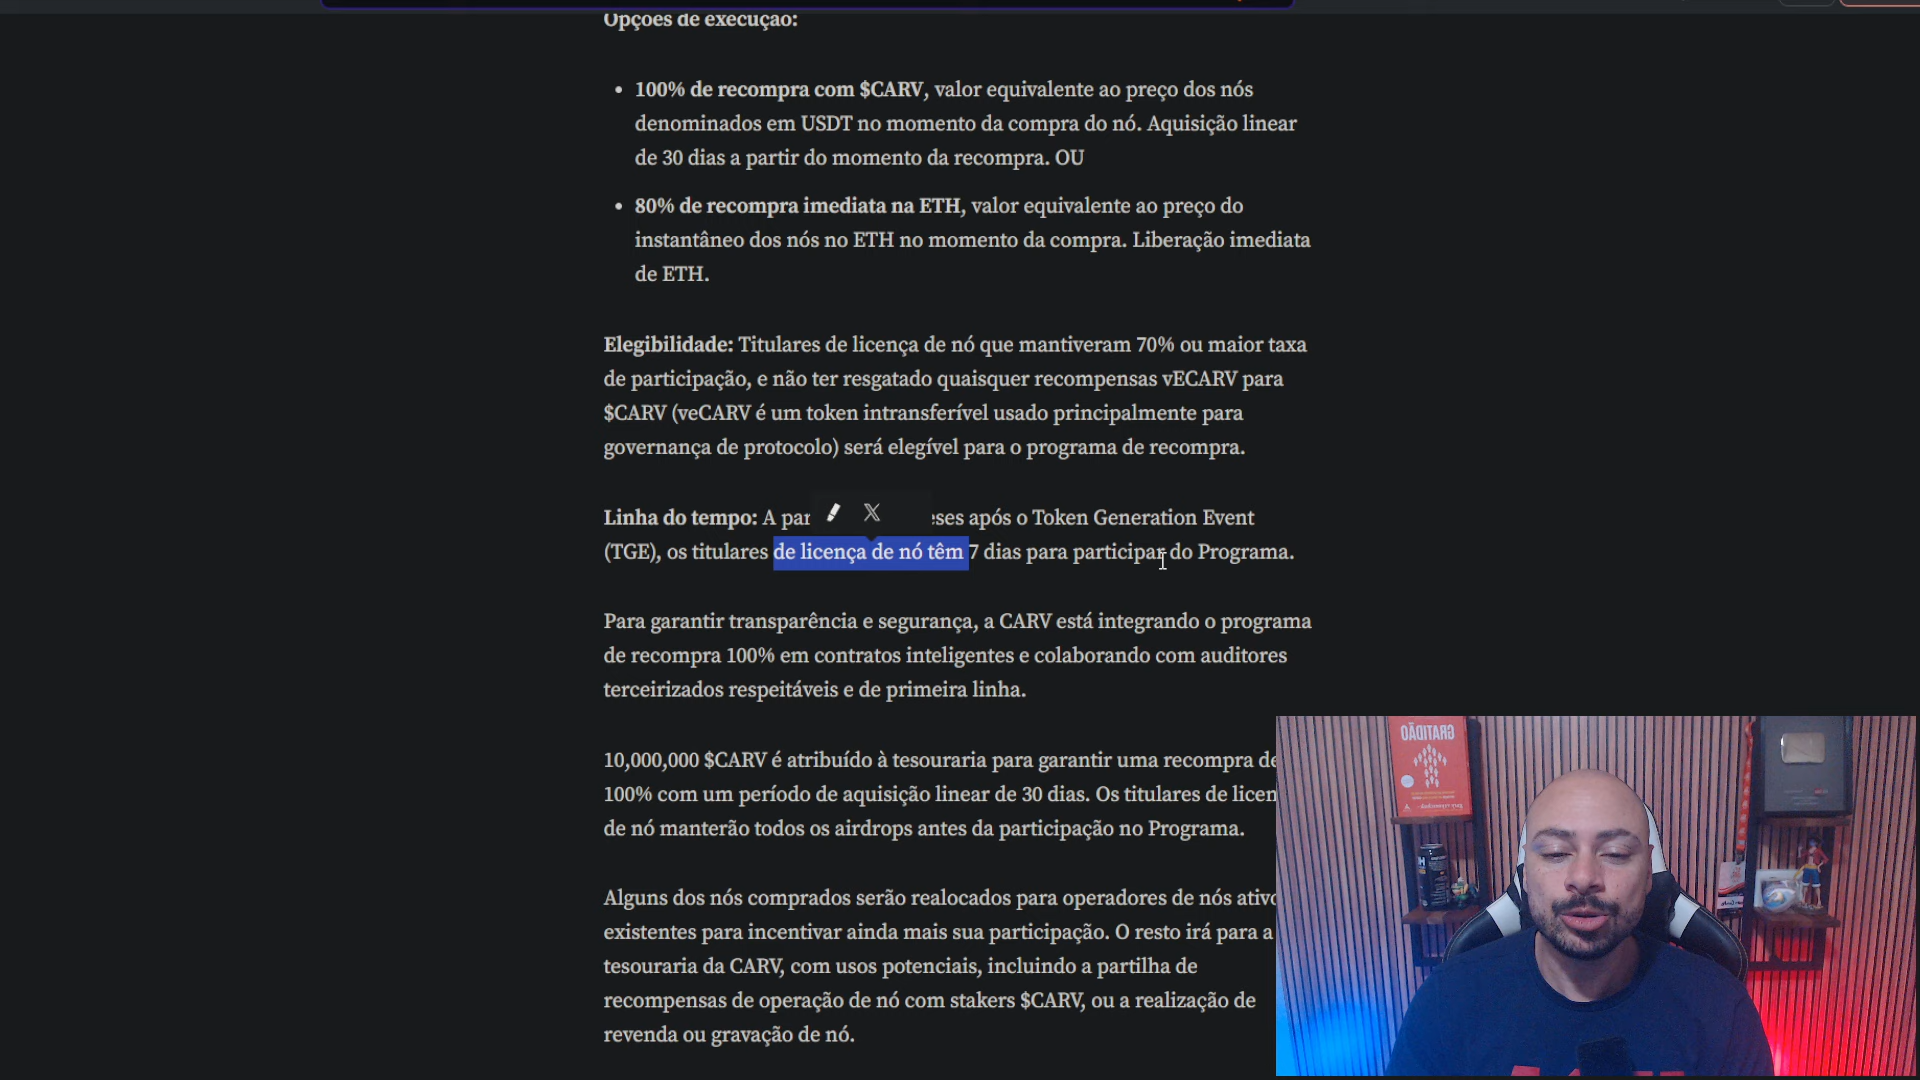 Opções de execução:
• 100% de recompra com $CARV, valor equivalente ao preço dos nós
denominados em USDT no momento da compra do nó. Aquisição linear
de 30 dias a partir do momento da recompra. OU
• 80% de recompra imediata na ETH, valor equivalente ao preço do
instantâneo dos nós no ETH no momento da compra. Liberação imediata
de ETH.
Elegibilidade: Titulares de licença de nó que mantiveram 70% ou maior taxa
de participação, e não ter resgatado quaisquer recompensas vECARV para
$CARV (veCARV é um token intransferível usado principalmente para
governança de protocolo) será elegível para o programa de recompra.
Linha do tempo: A par eses após o Token Generation Event
(TGE), os titulares de licença de nó têm 7 dias para participar do Programa.
Para garantir transparência e segurança, a CARV está integrando o programa
de recompra 100% em contratos inteligentes e colaborando com auditores
terceirizados respeitáveis e de primeira linha.
10,000,000 $CARV é atribuído à tesouraria para garantir uma recompra de
100% com um período de aquisição linear de 30 dias. Os titulares de licen
de nó manterão todos os airdrops antes da participação no Programa.
Alguns dos nós comprados serão realocados para operadores de nós ativo
existentes para incentivar ainda mais sua participação. O resto irá para a
tesouraria da CARV, com usos potenciais, incluindo a partilha de
recompensas de operação de nó com stakers $CARV, ou a realização de
revenda ou gravação de nó.
GRATIDÃO